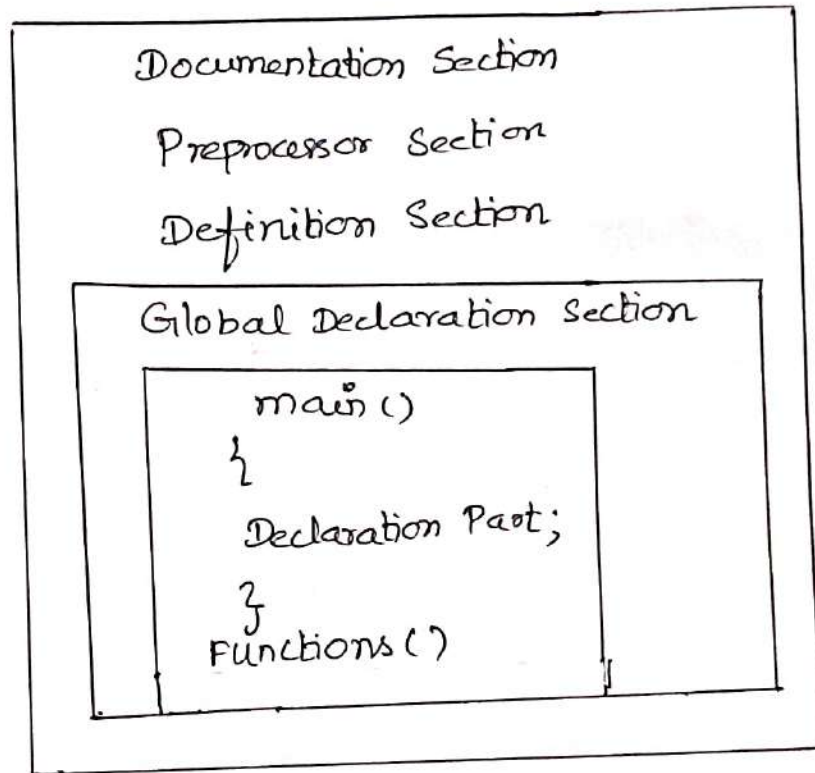 Documentation Section
Preprocessor Section
Definition Section
Global Declaration Section
main()
{
Declaration Part;
}
Functions()